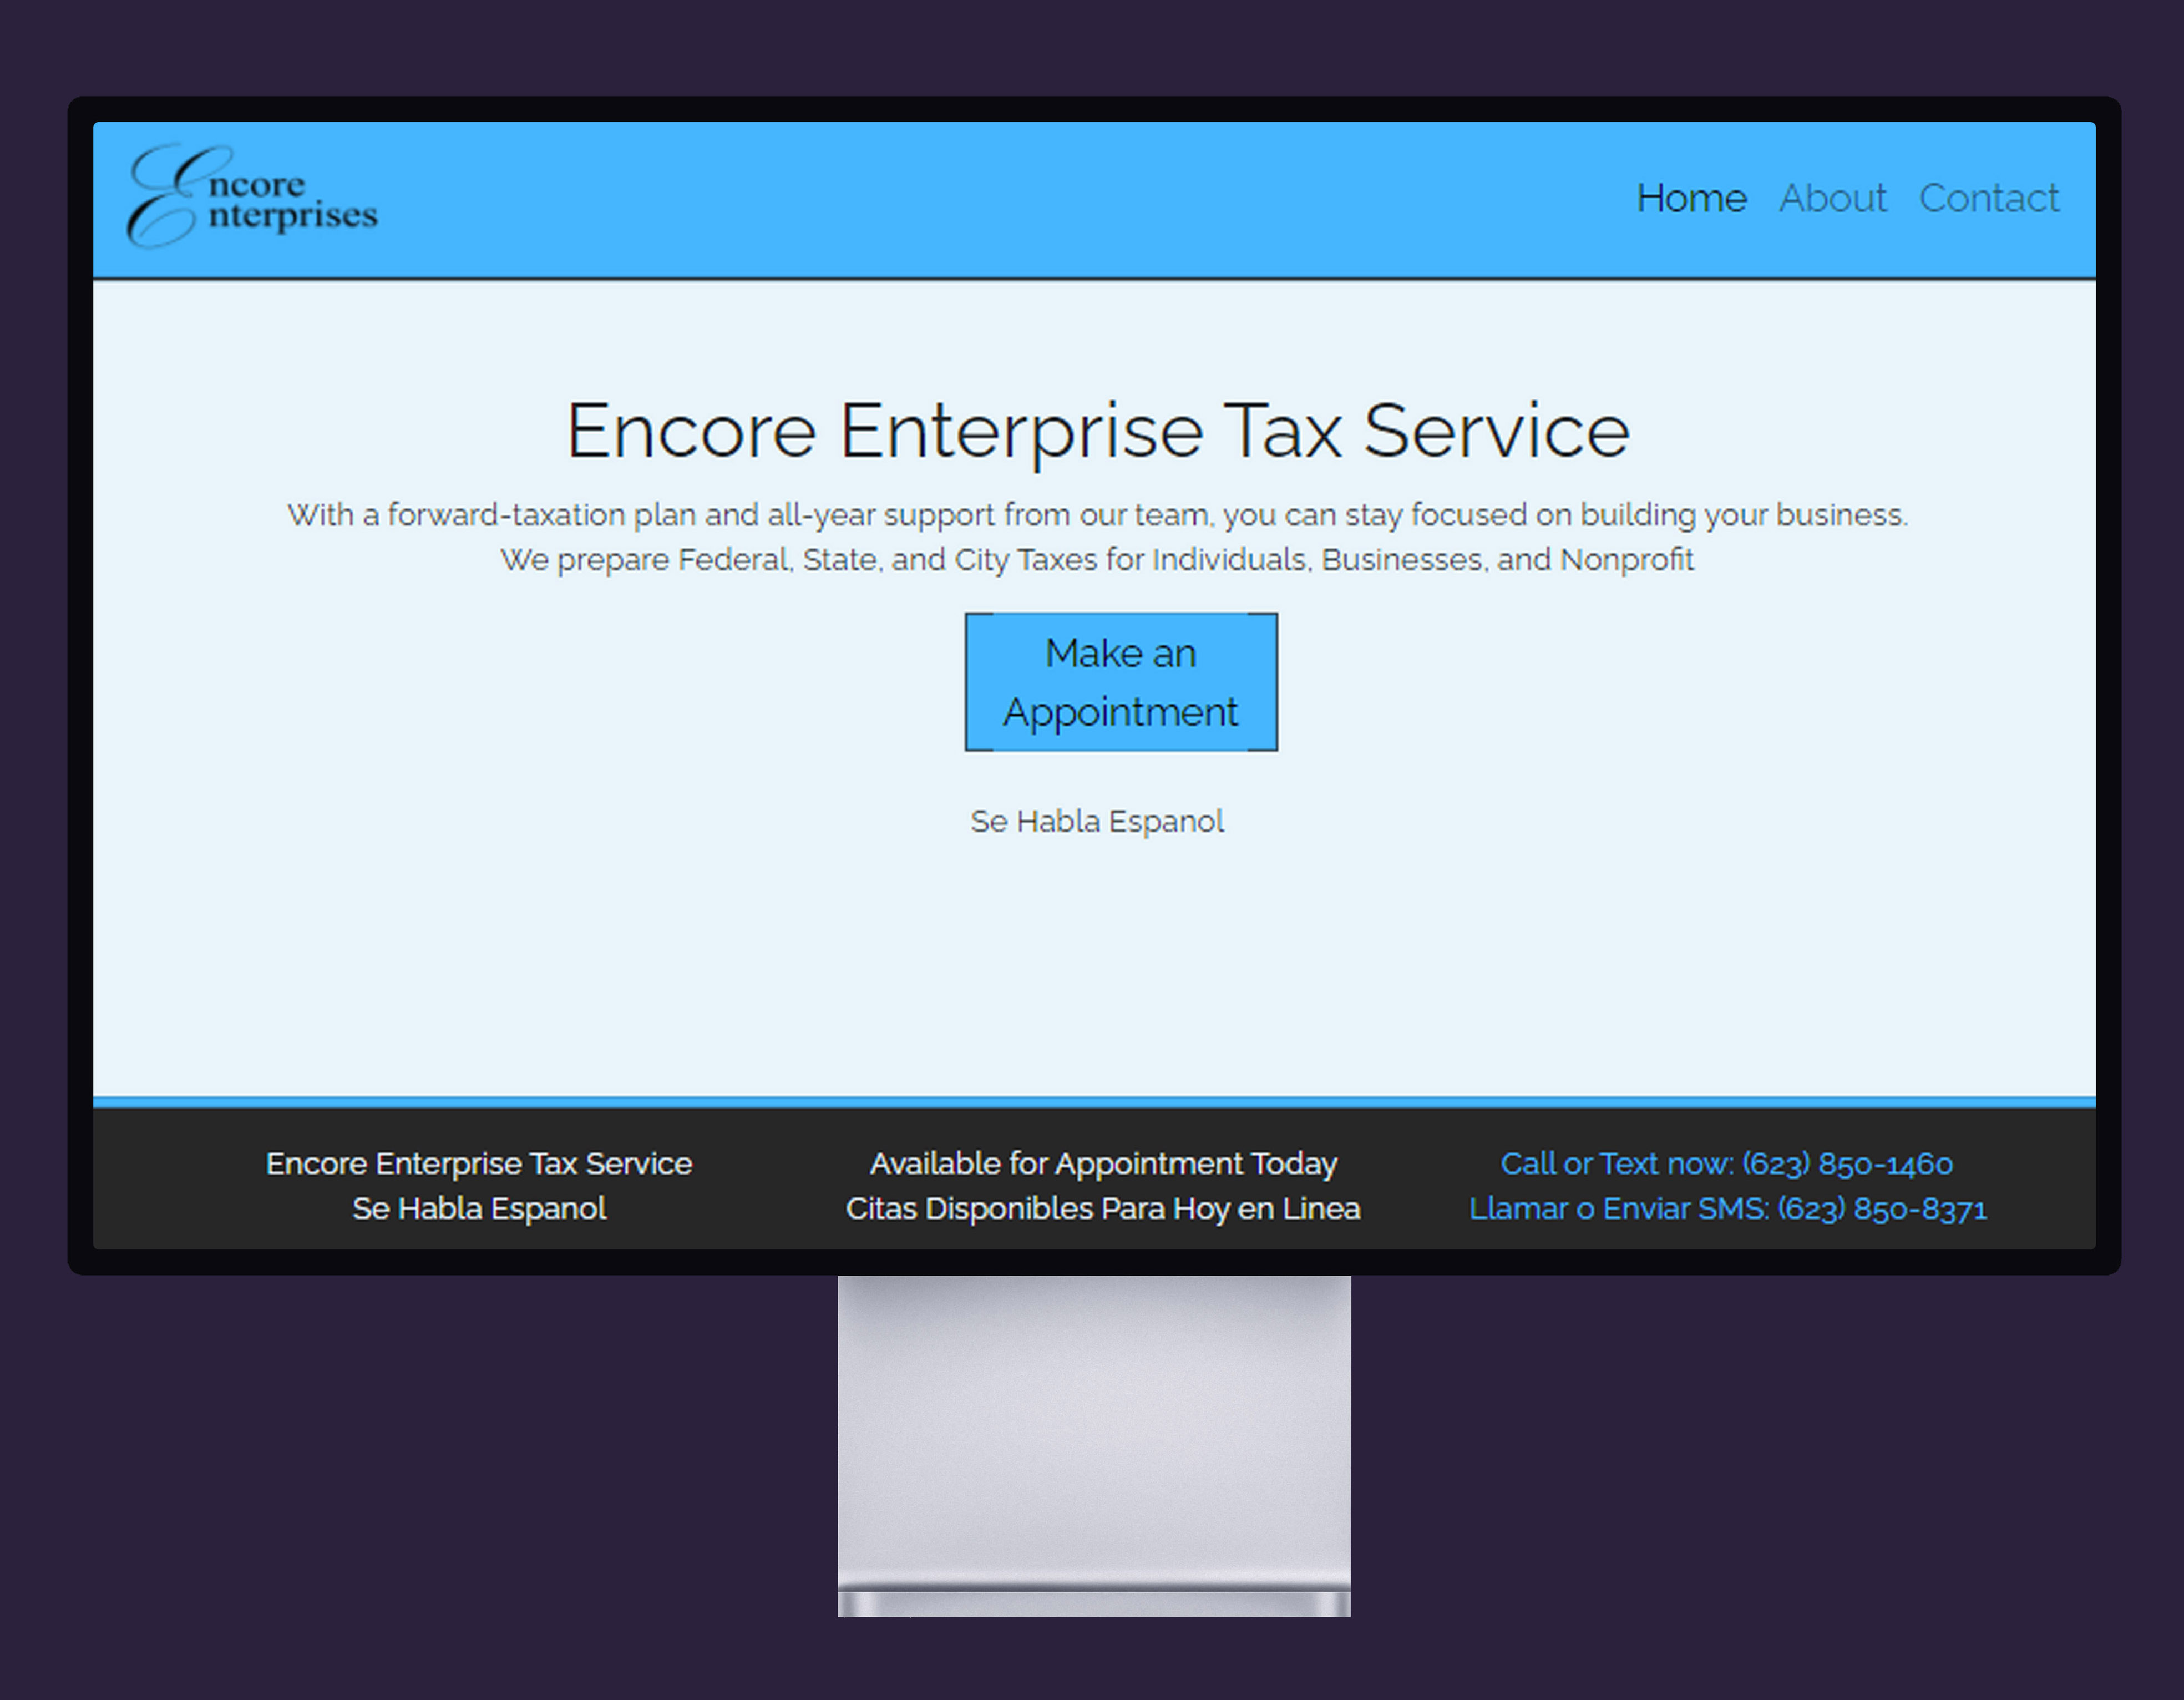 Encore
Enterprises
Home About Contact
Encore Enterprise Tax Service
With a forward-taxation plan and all-year support from our team, you can stay focused on building your business.
We prepare Federal, State, and City Taxes for Individuals, Businesses, and Nonprofit
Make an
Appointment
Se Habla Espanol
Encore Enterprise Tax Service
Se Habla Espanol
Available for Appointment Today
Citas Disponibles Para Hoy en Linea
Call or Text now: (623) 850-1460
Llamar o Enviar SMS: (623) 850-8371